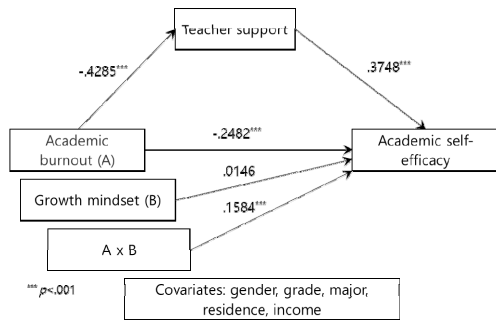 Teacher support
-.4285***
.3748***
Academic
burnout (A)
-.2482***
Academic self-
efficacy
.0146
Growth mindset (B)
.1584***
A x B
*** p<.001
Covariates: gender, grade, major,
residence, income